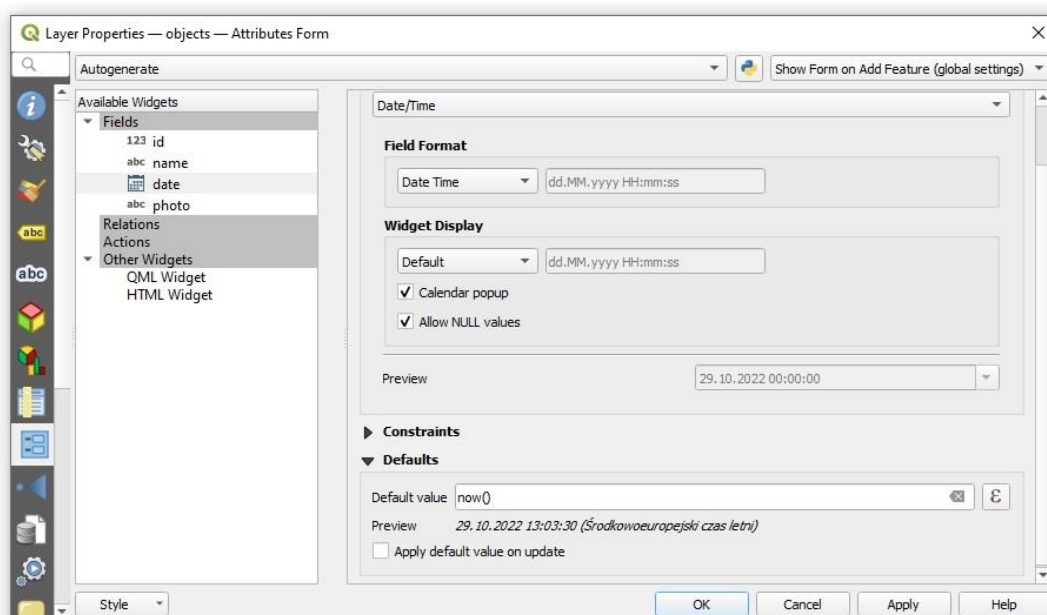 Layer Properties — objects — Attributes Form
Autogenerate
Show Form on Add Feature (global settings)
Available Widgets
Fields
123 id
abc name
date
abc photo
Relations
Actions
Other Widgets
QML Widget
HTML Widget
abc
abc
Date/Time
Field Format
Date Time dd.MM.yyyy HH:mm:ss
Widget Display
Default dd.MM.yyyy HH:mm:ss
Calendar popup
Allow NULL values
Preview 29.10.2022 00:00:00
Constraints
Defaults
Default value now() ε
Preview 29.10.2022 13:03:30 (Środkowoeuropejski czas letni)
Apply default value on update
Style OK Cancel Apply Help